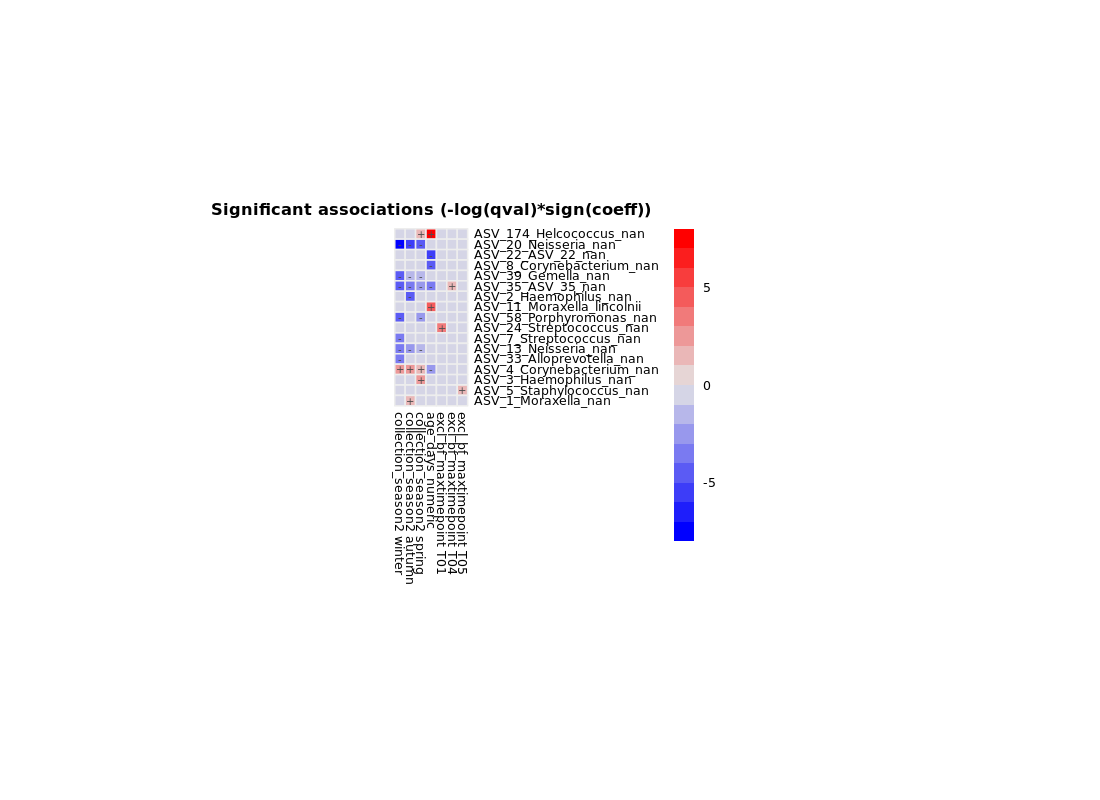 Significant associations (-log(qval)*sign(coeff))
ASV_174_Helcococcus_nan
ASV_20_Neisseria_nan
ASV_22_ASV_22_nan
ASV_8_Corynebacterium_nan
ASV_39_Gemella_nan
ASV_35_ASV_35_nan
ASV_2_Haemophilus_nan
ASV_11_Moraxella_lincolnii
ASV_58_Porphyromonas_nan
ASV_24_Streptococcus_nan
ASV_7_Streptococcus_nan
ASV_13_Neisseria_nan
ASV_33_Alloprevotella_nan
ASV_4_Corynebacterium_nan
ASV_3_Haemophilus_nan
ASV_5_Staphylococcus_nan
ASV_1_Moraxella_nan
5
0
-5
collection_season2 winter
collection_season2 autumn
collection_season2 spring
age_days_numeric
excl_bf_maxtimepoint T01
excl_bf_maxtimepoint T04
excl_bf_maxtimepoint T05